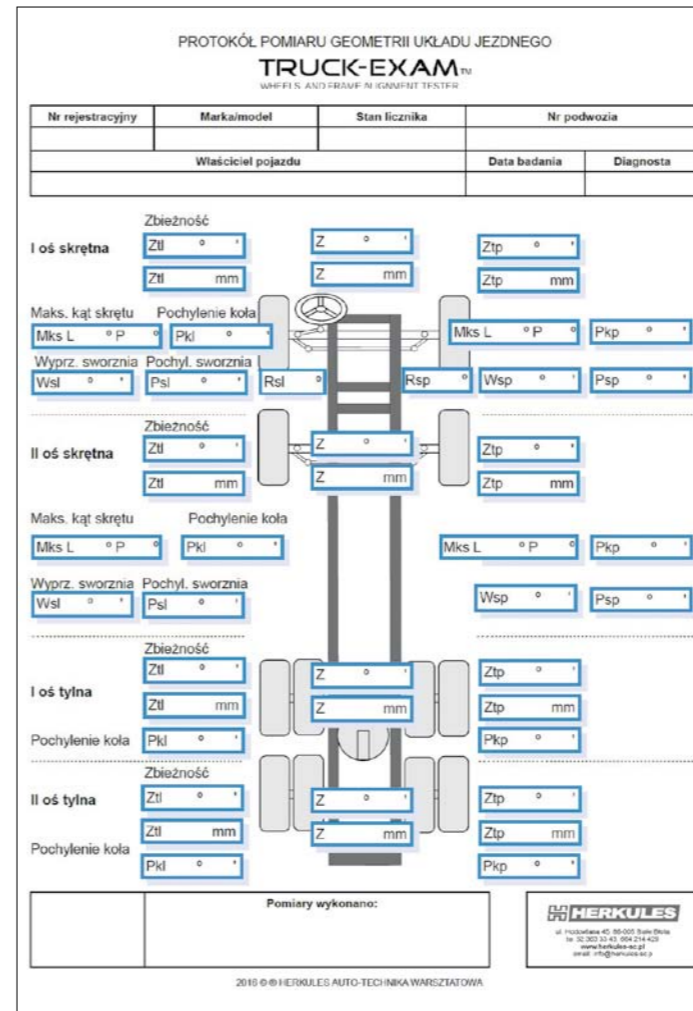 PROTOKÓŁ POMIARU GEOMETRII UKŁADU JEZDNEGO
TRUCK-EXAM™
WHEELS AND FRAME ALIGNMENT TESTER
Nr rejestracyjny Marka/model Stan licznika Nr podwozia
Właściciel pojazdu Data badania Diagnosta
Zbieżność
I oś skrętna Ztl ° ' Z ° ' Ztp ° '
Ztl mm Z mm Ztp mm
Maks. kąt skrętu Pochylenie koła
Mks L ° P ° Pkl ° ' Mks L ° P ° Pkp ° '
Wyprz. sworznia Pochyl. sworznia
Wsl ° ' Psl ° ' Rsl ° Rsp ° Wsp ° ' Psp ° '
Zbieżność
II oś skrętna Ztl ° ' Z ° ' Ztp ° '
Ztl mm Z mm Ztp mm
Maks. kąt skrętu Pochylenie koła
Mks L ° P ° Pkl ° ' Mks L ° P ° Pkp ° '
Wyprz. sworznia Pochyl. sworznia
Wsl ° ' Psl ° ' Wsp ° ' Psp ° '
Zbieżność
Ztl ° ' Z ° ' Ztp ° '
I oś tylna Ztl mm Z mm Ztp mm
Pochylenie koła Pkl ° ' Pkp ° '
Zbieżność
II oś tylna Ztl ° ' Z ° ' Ztp ° '
Ztl mm Z mm Ztp mm
Pochylenie koła Pkl ° ' Pkp ° '
Pomiary wykonano:
HERKULES
www.herkules-ac.pl
2016 © ® HERKULES AUTO-TECHNIKA WARSZTATOWA